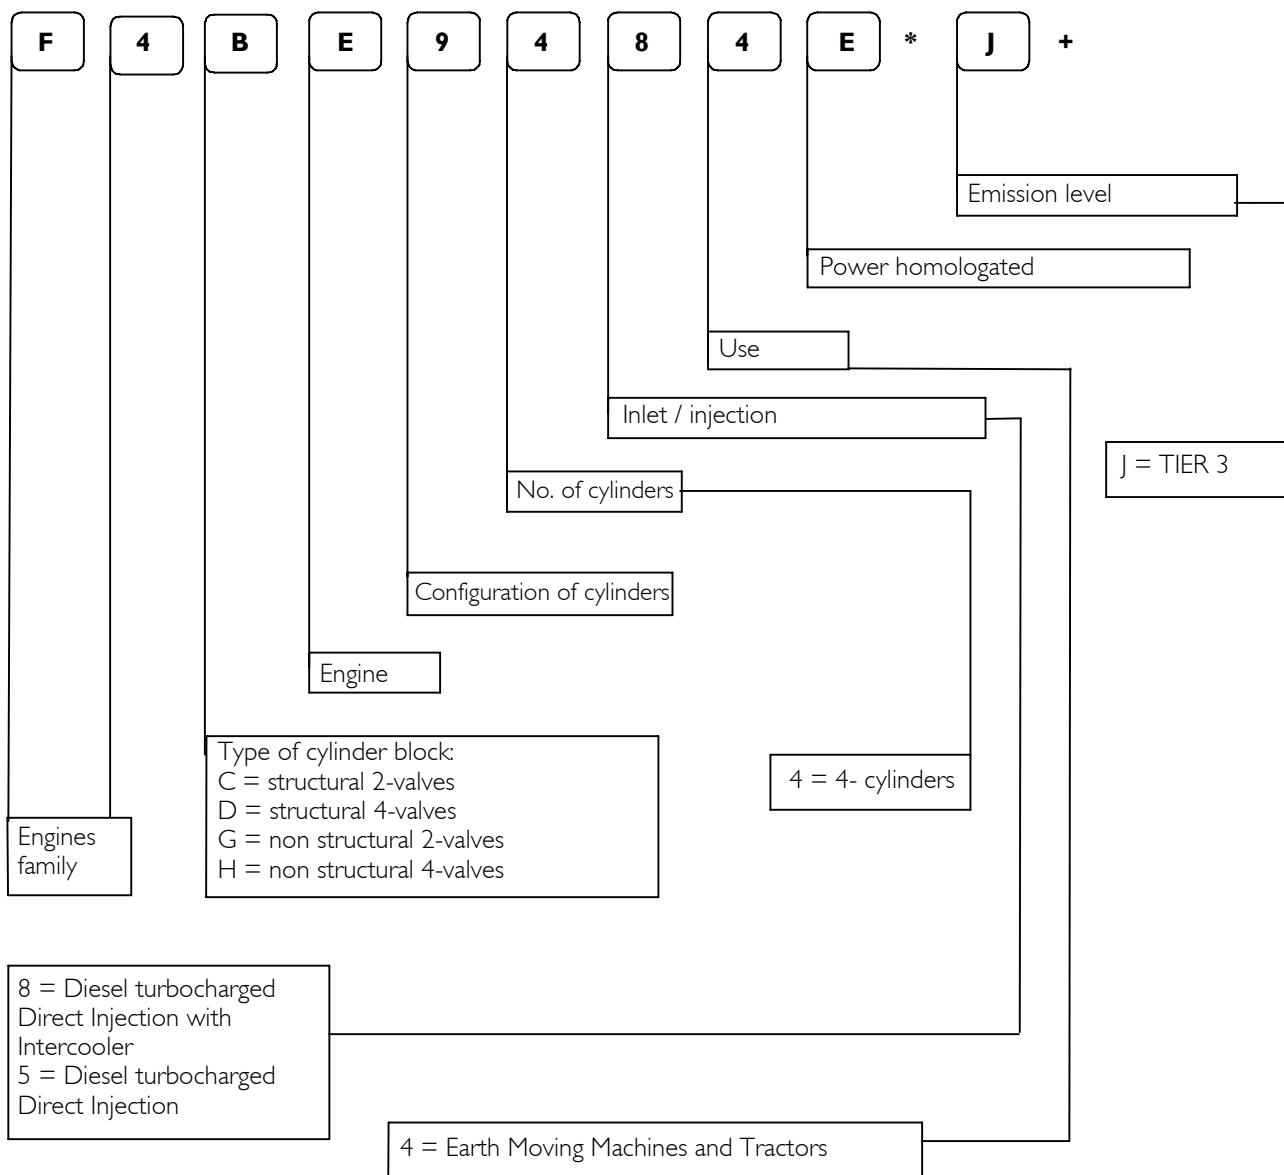 F 4 B E 9 4 8 4 E * J +
Emission level
Power homologated
Use
Inlet / injection
J = TIER 3
No. of cylinders
Configuration of cylinders
Engine
Type of cylinder block:
C = structural 2-valves
D = structural 4-valves
G = non structural 2-valves
H = non structural 4-valves
4 = 4- cylinders
Engines
family
8 = Diesel turbocharged
Direct Injection with
Intercooler
5 = Diesel turbocharged
Direct Injection
4 = Earth Moving Machines and Tractors